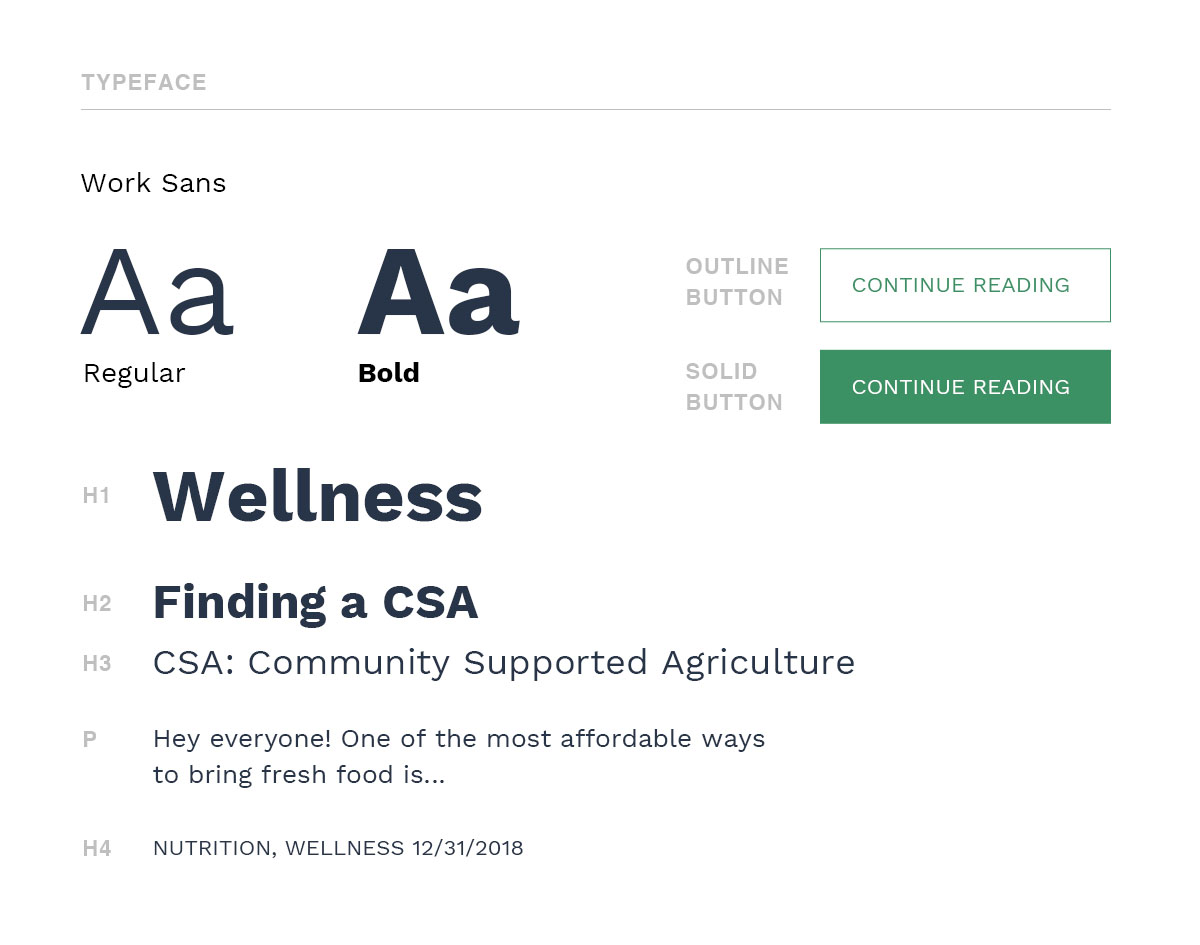 TYPEFACE
Work Sans
Aa
Regular
Aa
Bold
OUTLINE
BUTTON
CONTINUE READING
SOLID
BUTTON
CONTINUE READING
H1 Wellness
H2 Finding a CSA
H3 CSA: Community Supported Agriculture
P Hey everyone! One of the most affordable ways
to bring fresh food is...
H4 NUTRITION, WELLNESS 12/31/2018